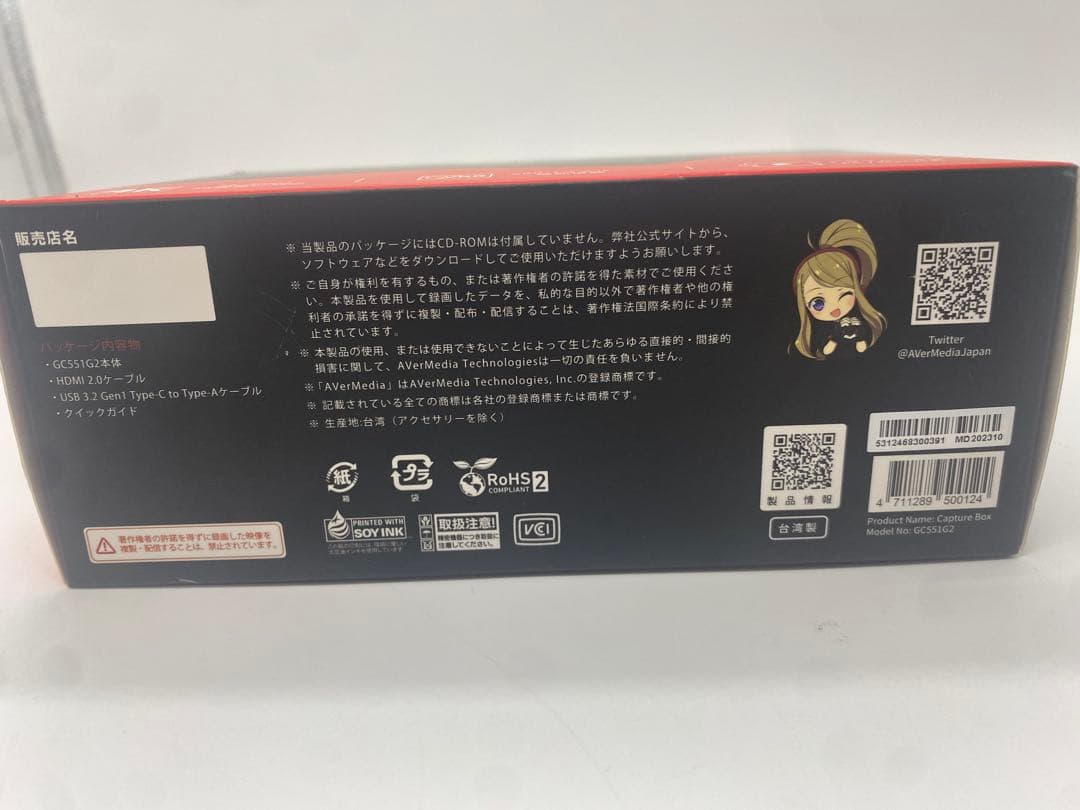 販売店名
パッケージ内容物
・GC551G2本体
・HDMI 2.0ケーブル
・USB 3.2 Gen1 Type-C to Type-Aケーブル
・クイックガイド
※ 当製品のパッケージにはCD-ROMは付属していません。弊社公式サイトから、
ソフトウェアなどをダウンロードしてご使用いただけますようお願いします。
※ ご自身が権利を有するもの、または著作権者の許諾を得た素材でご使用くださ
い。本製品を使用して録画したデータを、私的な目的以外で著作権者や他の権
利者の承諾を得ずに複製・配布・配信することは、著作権法国際条約により禁
止されています。
※ 本製品の使用、または使用できないことによって生じたあらゆる直接的・間接的
損害に関して、AVerMedia Technologiesは一切の責任を負いません。
※「AVerMedia」はAVerMedia Technologies, Inc.の登録商標です。
※ 記載されている全ての商標は各社の登録商標または商標です。
※ 生産地:台湾（アクセサリーを除く）
Twitter
@AVerMediaJapan
紙
箱
プラ
袋
RoHS 2
COMPLIANT
PRINTED WITH
SOY INK
取扱注意!
精密機器につき取扱に
注意してください。
VCCI
著作権者の許諾を得ずに録画した映像を
複製・配信することは、禁止されています。
製品情報
台湾製
5312468300391 MD202310
4 711289 500124
Product Name: Capture Box
Model No: GC551G2